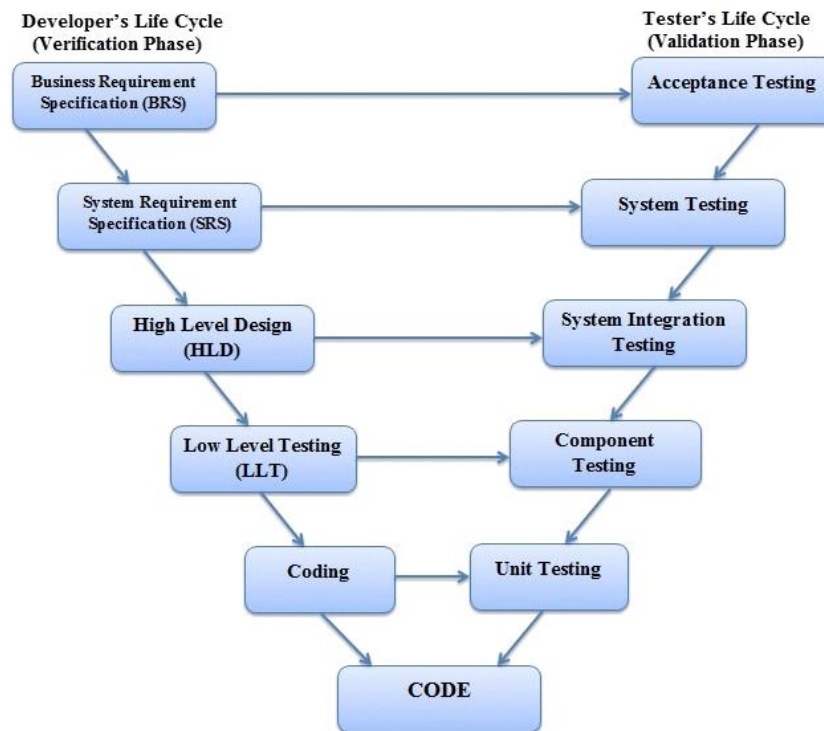 Developer's Life Cycle
(Verification Phase)
Tester's Life Cycle
(Validation Phase)
Business Requirement
Specification (BRS)
Acceptance Testing
System Requirement
Specification (SRS)
System Testing
High Level Design
(HLD)
System Integration
Testing
Low Level Testing
(LLT)
Component
Testing
Coding
Unit Testing
CODE